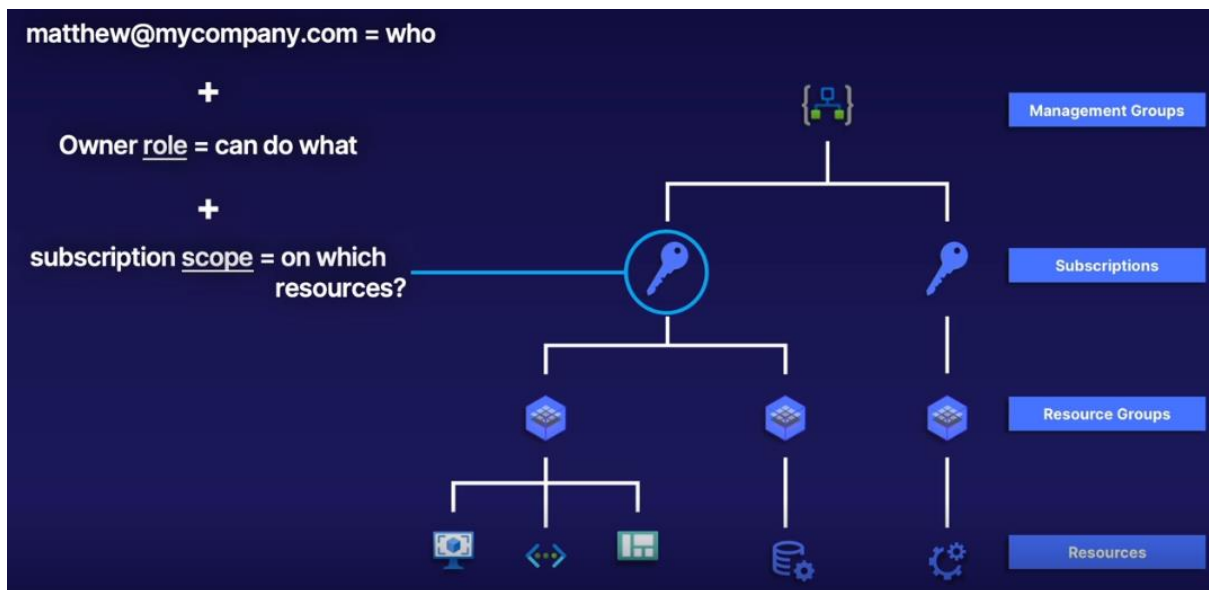 matthew@mycompany.com = who
+
Owner role = can do what
+
subscription scope = on which
resources?
Management Groups
Subscriptions
Resource Groups
Resources